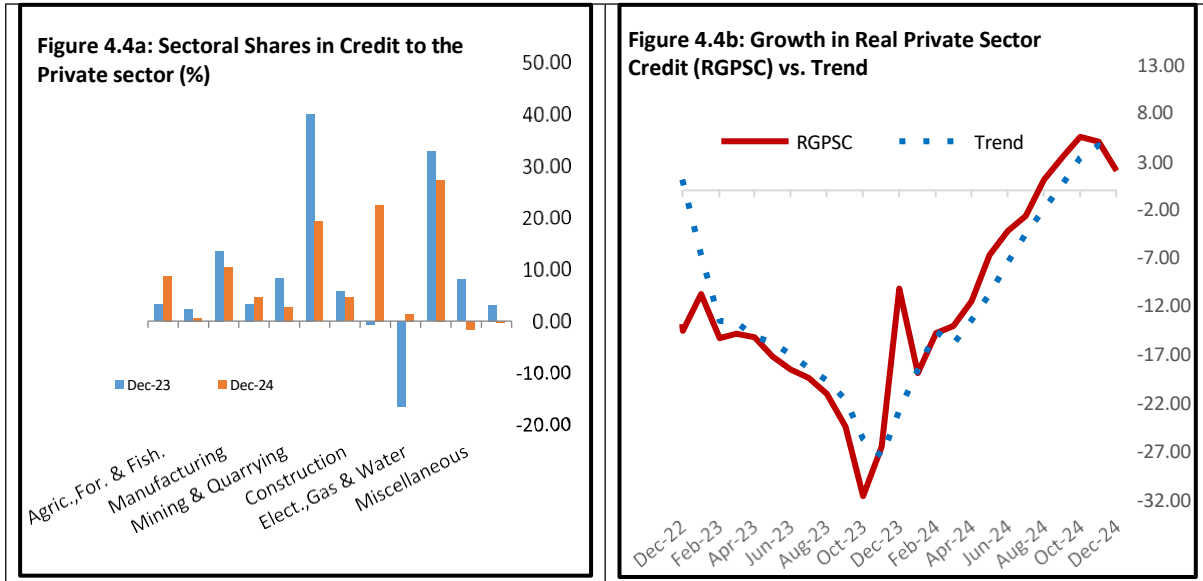 Figure 4.4a: Sectoral Shares in Credit to the
Private sector (%)
50.00
40.00
30.00
20.00
10.00
0.00
-10.00
-20.00
Dec-23
Dec-24
Agric.,For. & Fish.
Manufacturing
Mining & Quarrying
Construction
Elect.,Gas & Water
Miscellaneous
Figure 4.4b: Growth in Real Private Sector
Credit (RGPSC) vs. Trend
13.00
8.00
3.00
-2.00
-7.00
-12.00
-17.00
-22.00
-27.00
-32.00
RGPSC
Trend
Dec-22
Feb-23
Apr-23
Jun-23
Aug-23
Oct-23
Dec-23
Feb-24
Apr-24
Jun-24
Aug-24
Oct-24
Dec-24